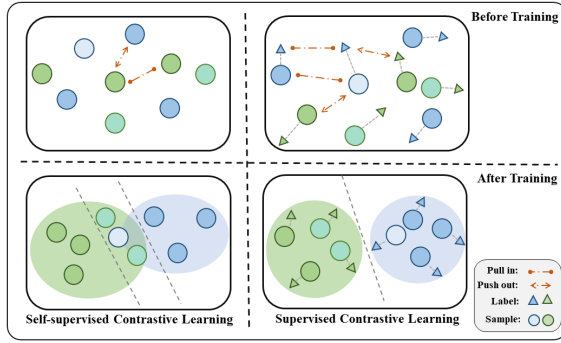 Before Training
After Training
Pull in:
Push out:
Label:
Sample:
Self-supervised Contrastive Learning
Supervised Contrastive Learning